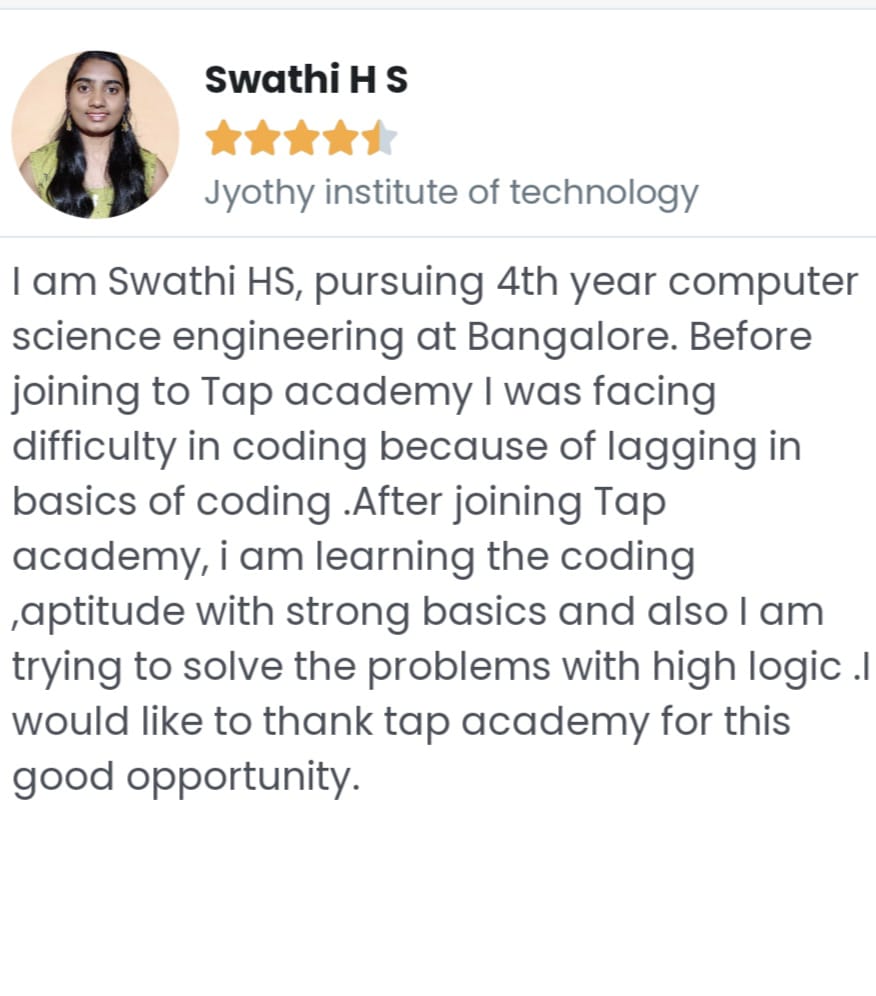 Swathi H S
Jyothy institute of technology
I am Swathi HS, pursuing 4th year computer
science engineering at Bangalore. Before
joining to Tap academy I was facing
difficulty in coding because of lagging in
basics of coding .After joining Tap
academy, i am learning the coding
,aptitude with strong basics and also I am
trying to solve the problems with high logic .I
would like to thank tap academy for this
good opportunity.